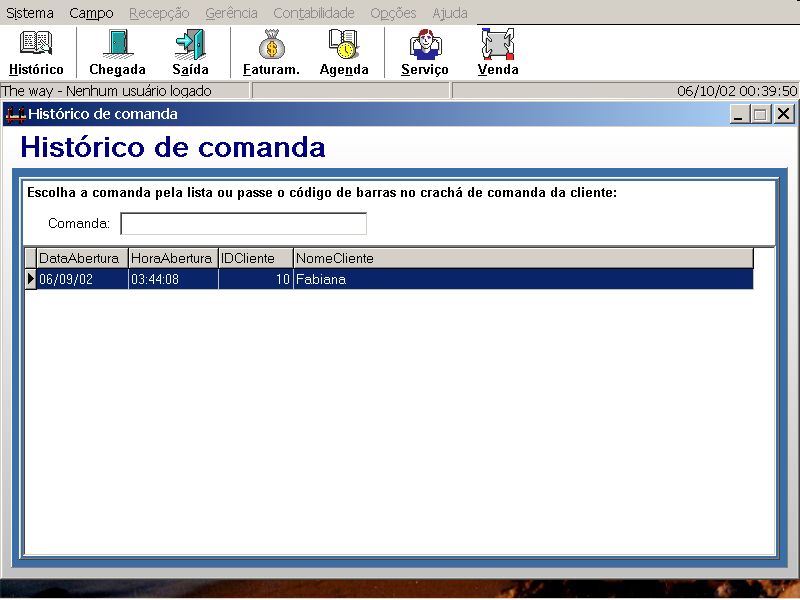 Sistema Campo Recepção Gerência Contabilidade Opções Ajuda
Histórico Chegada Saída Faturam. Agenda Serviço Venda
The way - Nenhum usuário logado 06/10/02 00:39:50
Histórico de comanda
Histórico de comanda
Escolha a comanda pela lista ou passe o código de barras no crachá de comanda da cliente:
Comanda:
DataAbertura HoraAbertura IDCliente NomeCliente
06/09/02 03:44:08 10 Fabiana